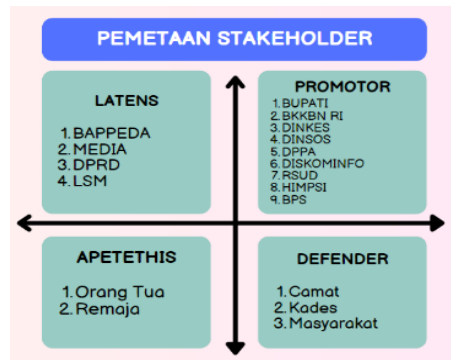 PEMETAAN STAKEHOLDER
LATENS
1. BAPPEDA
2. MEDIA
3. DPRD
4. LSM
PROMOTOR
1. BUPATI
2. BKKBN RI
3. DINKES
4. DINSOS
5. DPPA
6. DISKOMINFO
7. RSUD
8. HIMPSI
9. BPS
APETETHIS
1. Orang Tua
2. Remaja
DEFENDER
1. Camat
2. Kades
3. Masyarakat